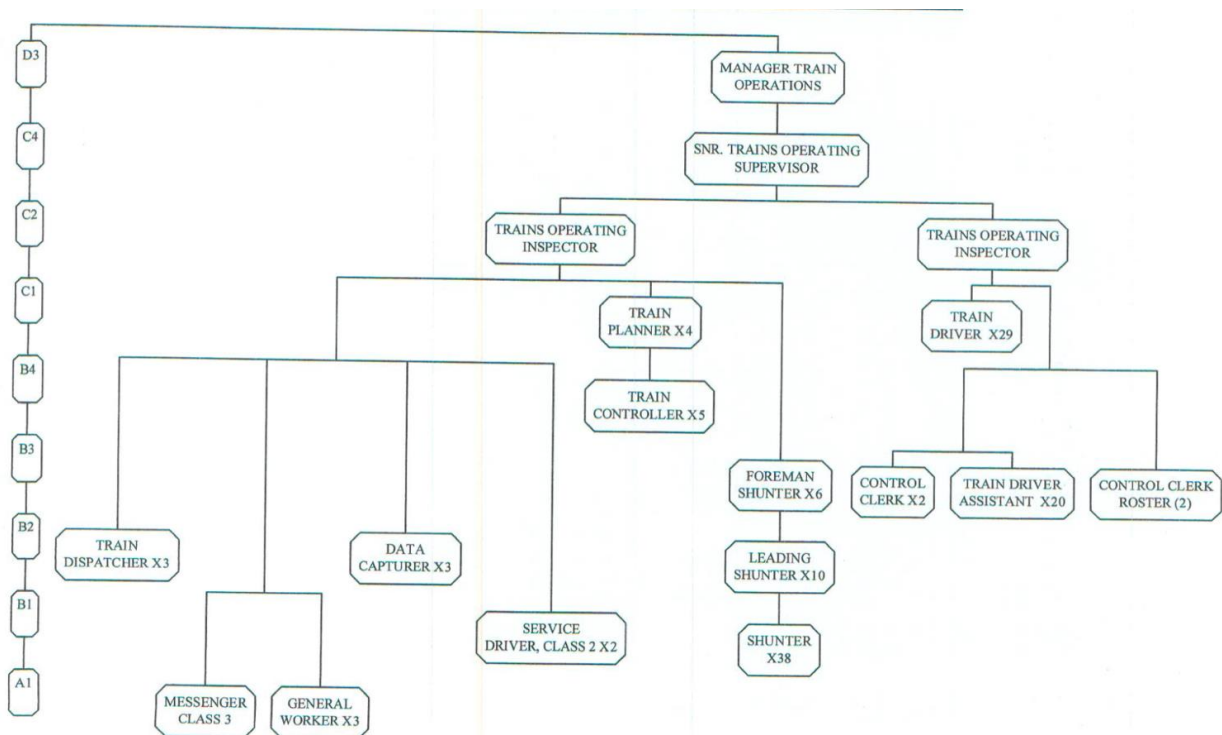 D3
MANAGER TRAIN
OPERATIONS
C4
SNR. TRAINS OPERATING
SUPERVISOR
C2
TRAINS OPERATING
INSPECTOR
TRAINS OPERATING
INSPECTOR
C1
TRAIN
PLANNER X4
TRAIN
DRIVER X29
B4
TRAIN
CONTROLLER X5
B3
FOREMAN
SHUNTER X6
CONTROL
CLERK X2
TRAIN DRIVER
ASSISTANT X20
CONTROL CLERK
ROSTER (2)
B2
TRAIN
DISPATCHER X3
DATA
CAPTURER X3
LEADING
SHUNTER X10
B1
SERVICE
DRIVER, CLASS 2 X2
SHUNTER
X38
A1
MESSENGER
CLASS 3
GENERAL
WORKER X3